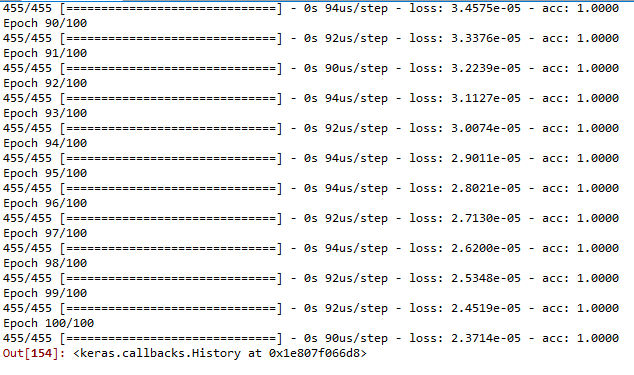 455/455 [==============================] - 0s 94us/step - loss: 3.4575e-05 - acc: 1.0000
Epoch 90/100
455/455 [==============================] - 0s 92us/step - loss: 3.3376e-05 - acc: 1.0000
Epoch 91/100
455/455 [==============================] - 0s 90us/step - loss: 3.2239e-05 - acc: 1.0000
Epoch 92/100
455/455 [==============================] - 0s 94us/step - loss: 3.1127e-05 - acc: 1.0000
Epoch 93/100
455/455 [==============================] - 0s 92us/step - loss: 3.0074e-05 - acc: 1.0000
Epoch 94/100
455/455 [==============================] - 0s 94us/step - loss: 2.9011e-05 - acc: 1.0000
Epoch 95/100
455/455 [==============================] - 0s 94us/step - loss: 2.8021e-05 - acc: 1.0000
Epoch 96/100
455/455 [==============================] - 0s 92us/step - loss: 2.7130e-05 - acc: 1.0000
Epoch 97/100
455/455 [==============================] - 0s 94us/step - loss: 2.6200e-05 - acc: 1.0000
Epoch 98/100
455/455 [==============================] - 0s 92us/step - loss: 2.5348e-05 - acc: 1.0000
Epoch 99/100
455/455 [==============================] - 0s 92us/step - loss: 2.4519e-05 - acc: 1.0000
Epoch 100/100
455/455 [==============================] - 0s 90us/step - loss: 2.3714e-05 - acc: 1.0000
Out[154]: <keras.callbacks.History at 0x1e807f066d8>